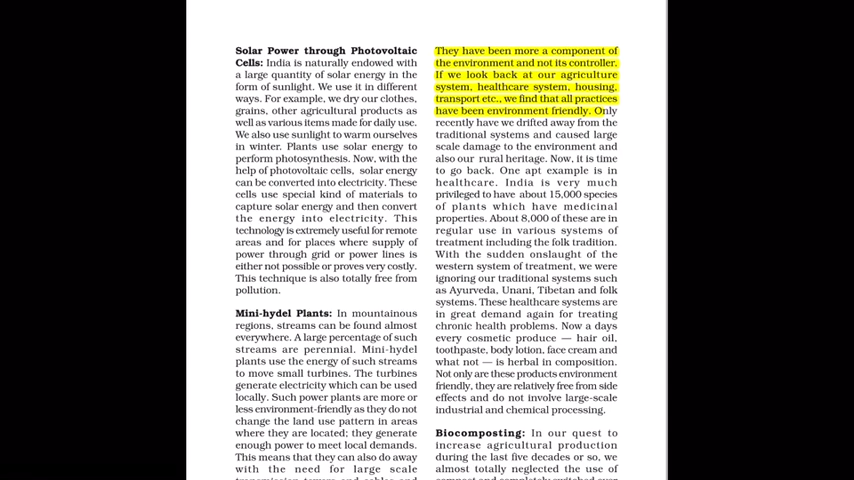 Solar Power through Photovoltaic
Cells: India is naturally endowed with
a large quantity of solar energy in the
form of sunlight. We use it in different
ways. For example, we dry our clothes,
grains, other agricultural products as
well as various items made for daily use.
We also use sunlight to warm ourselves
in winter. Plants use solar energy to
perform photosynthesis. Now, with the
help of photovoltaic cells, solar energy
can be converted into electricity. These
cells use special kind of materials to
capture solar energy and then convert
the energy into electricity. This
technology is extremely useful for remote
areas and for places where supply of
power through grid or power lines is
either not possible or proves very costly.
This technique is also totally free from
pollution.
Mini-hydel Plants: In mountainous
regions, streams can be found almost
everywhere. A large percentage of such
streams are perennial. Mini-hydel
plants use the energy of such streams
to move small turbines. The turbines
generate electricity which can be used
locally. Such power plants are more or
less environment-friendly as they do not
change the land use pattern in areas
where they are located; they generate
enough power to meet local demands.
This means that they can also do away
with the need for large scale
They have been more a component of
the environment and not its controller.
If we look back at our agriculture
system, healthcare system, housing,
transport etc., we find that all practices
have been environment friendly. Only
recently have we drifted away from the
traditional systems and caused large
scale damage to the environment and
also our rural heritage. Now, it is time
to go back. One apt example is in
healthcare. India is very much
privileged to have about 15,000 species
of plants which have medicinal
properties. About 8,000 of these are in
regular use in various systems of
treatment including the folk tradition.
With the sudden onslaught of the
western system of treatment, we were
ignoring our traditional systems such
as Ayurveda, Unani, Tibetan and folk
systems. These healthcare systems are
in great demand again for treating
chronic health problems. Now a days
every cosmetic produce — hair oil,
toothpaste, body lotion, face cream and
what not — is herbal in composition.
Not only are these products environment
friendly, they are relatively free from side
effects and do not involve large-scale
industrial and chemical processing.
Biocomposting: In our quest to
increase agricultural production
during the last five decades or so, we
almost totally neglected the use of